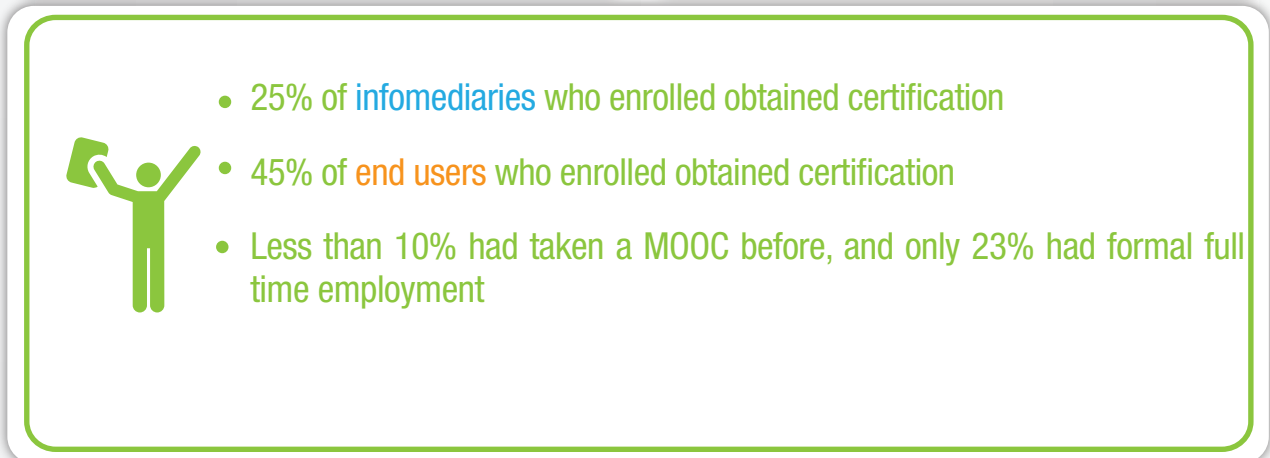 • 25% of infomediaries who enrolled obtained certification
• 45% of end users who enrolled obtained certification
• Less than 10% had taken a MOOC before, and only 23% had formal full
time employment